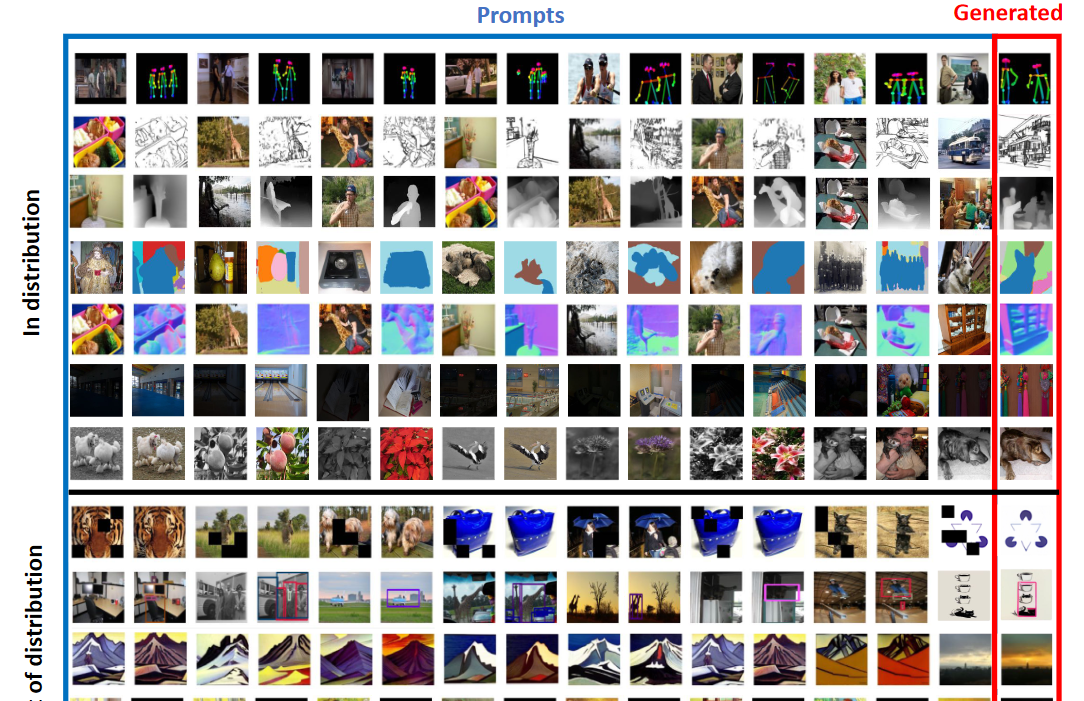 Prompts
Generated
In distribution
of distribution